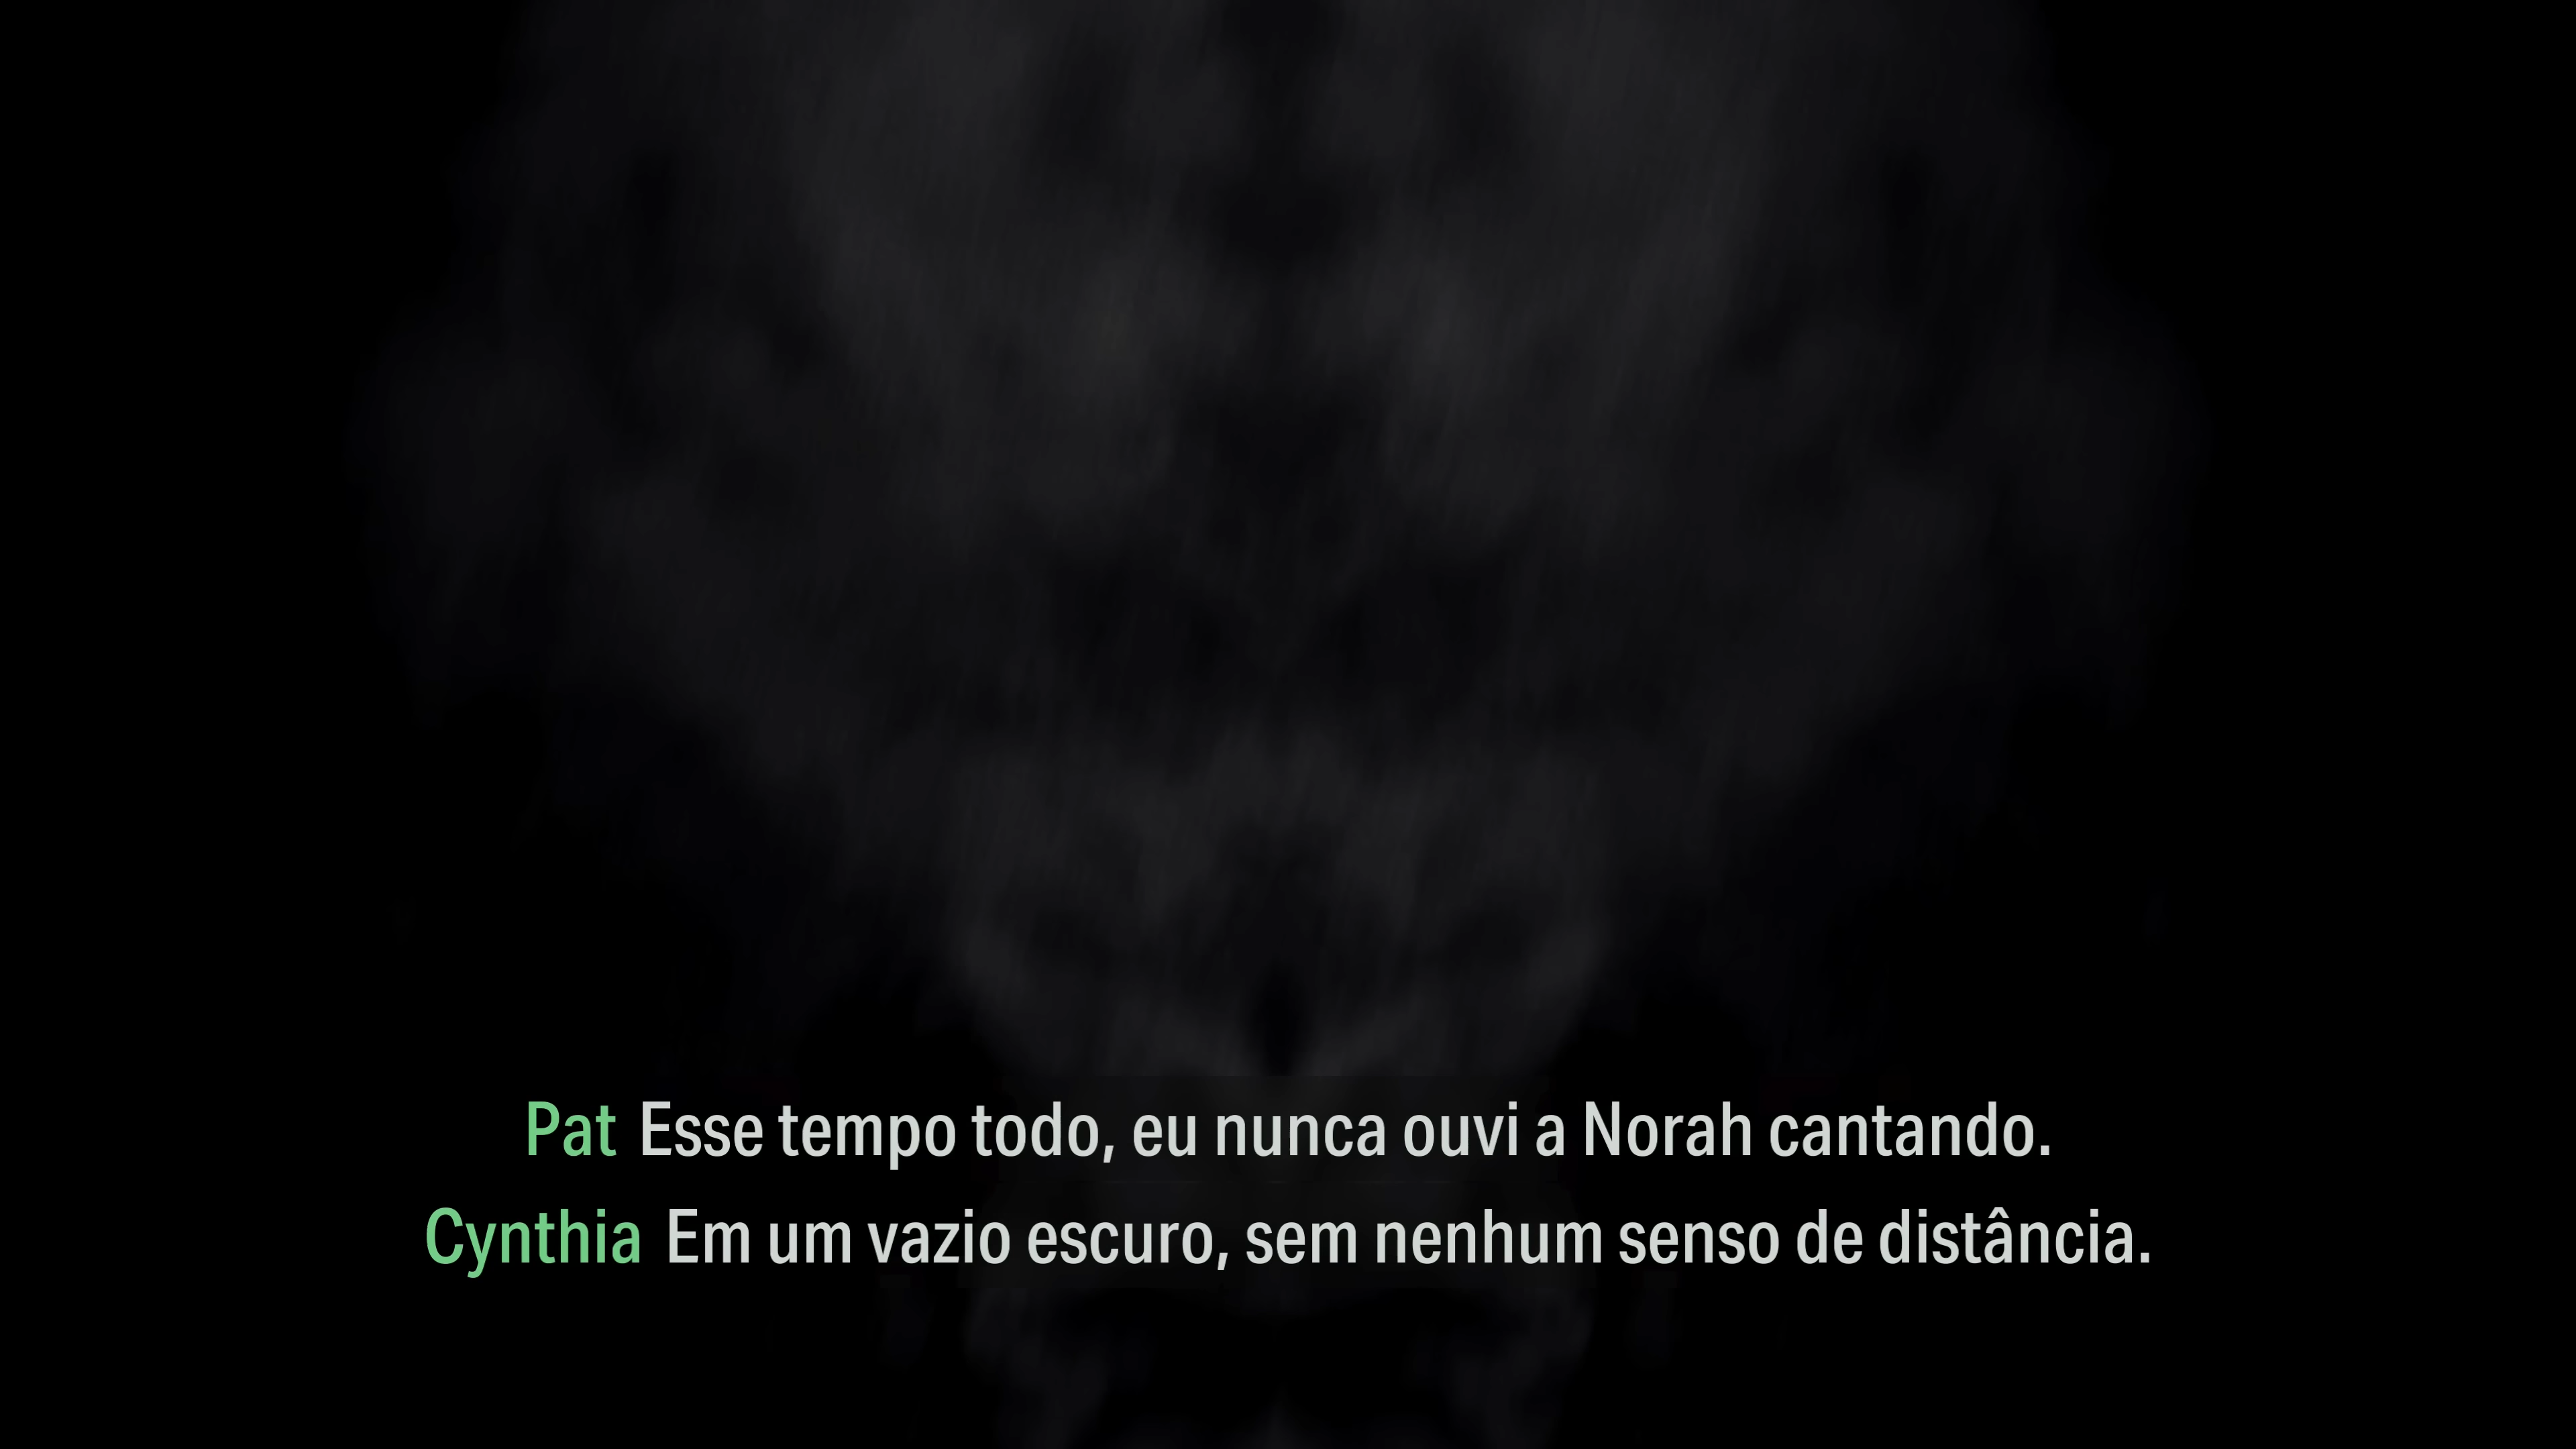 Pat Esse tempo todo, eu nunca ouvi a Norah cantando.
Cynthia Em um vazio escuro, sem nenhum senso de distância.